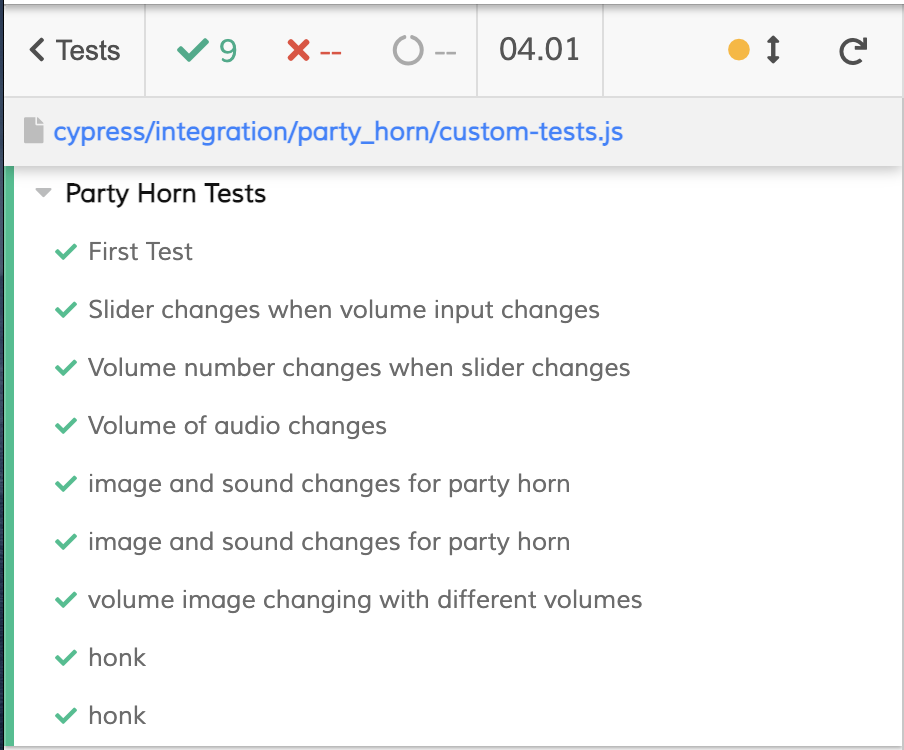 Tests 9 -- -- 04.01
cypress/integration/party_horn/custom-tests.js
Party Horn Tests
First Test
Slider changes when volume input changes
Volume number changes when slider changes
Volume of audio changes
image and sound changes for party horn
image and sound changes for party horn
volume image changing with different volumes
honk
honk